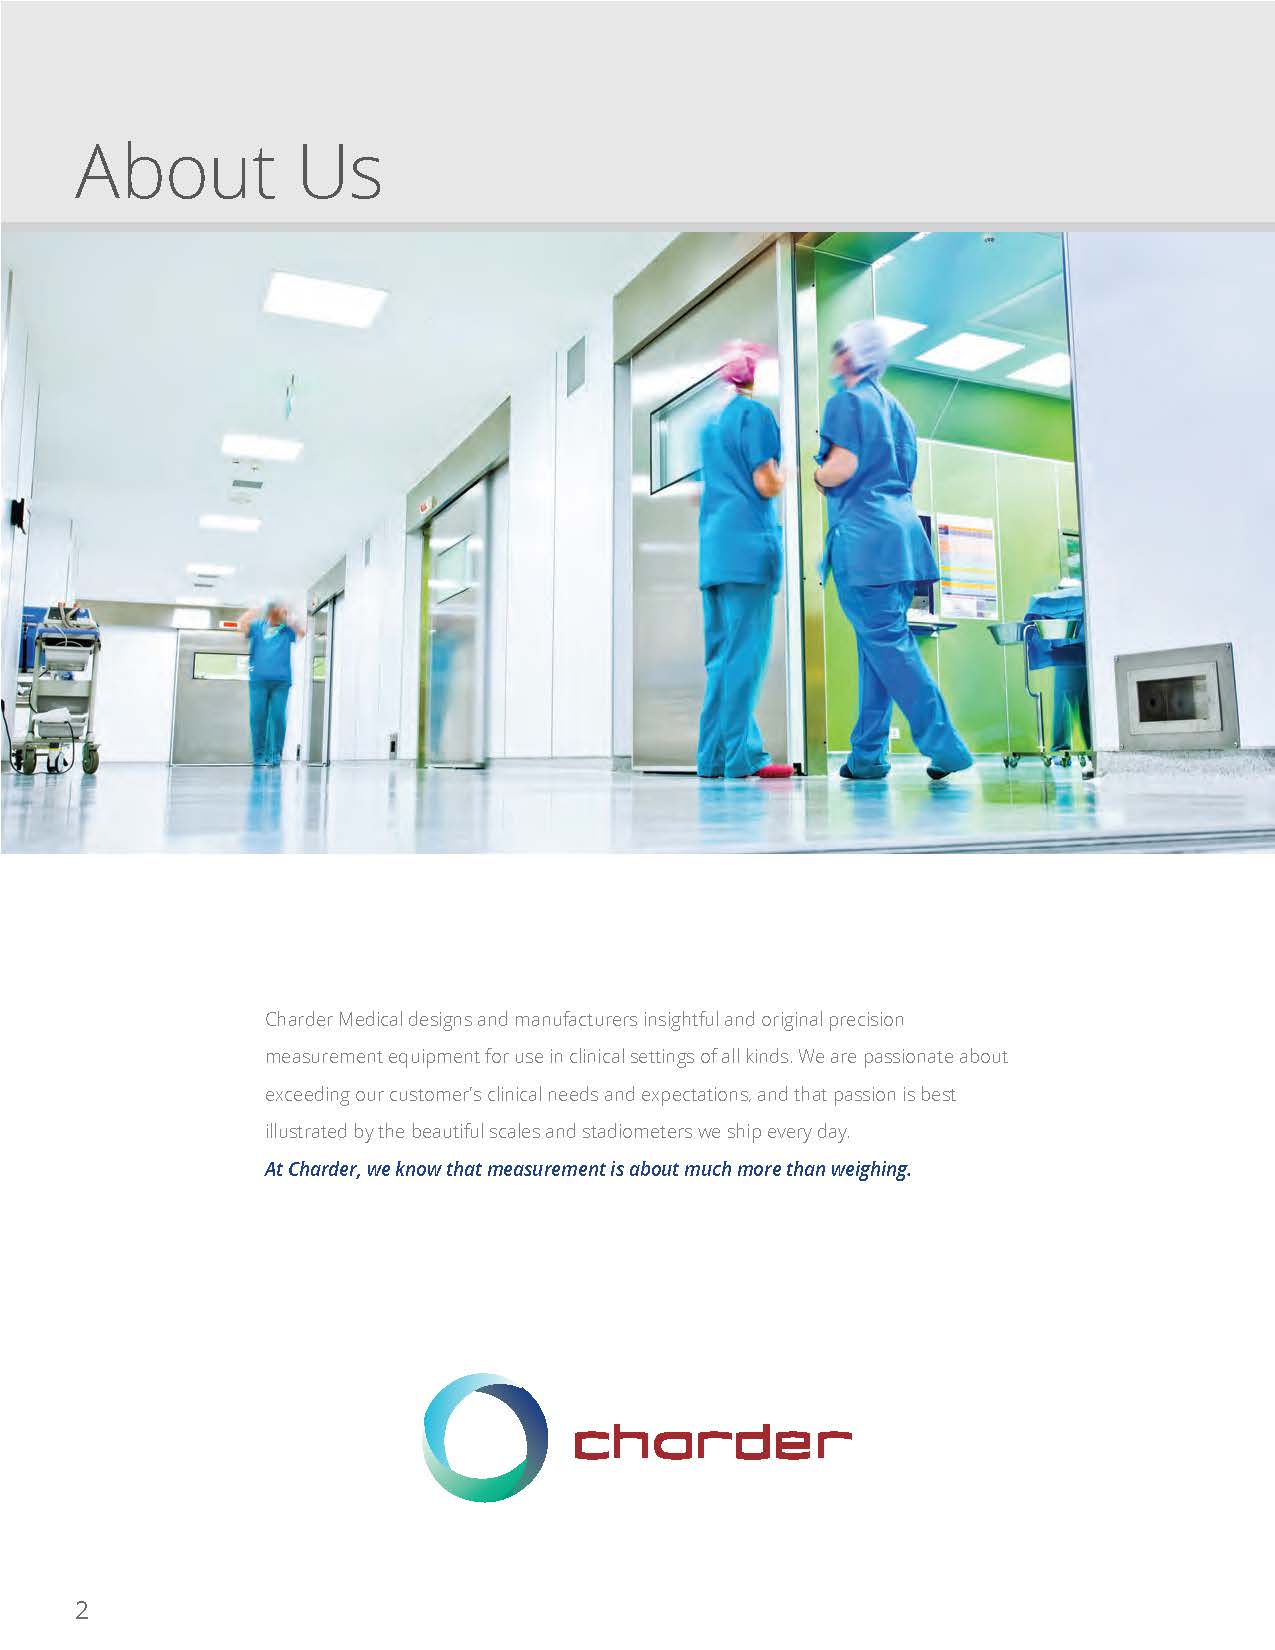 About Us
Charder Medical designs and manufacturers insightful and original precision
measurement equipment for use in clinical settings of all kinds. We are passionate about
exceeding our customer's clinical needs and expectations, and that passion is best
illustrated by the beautiful scales and stadiometers we ship every day.
At Charder, we know that measurement is about much more than weighing.
charder
2